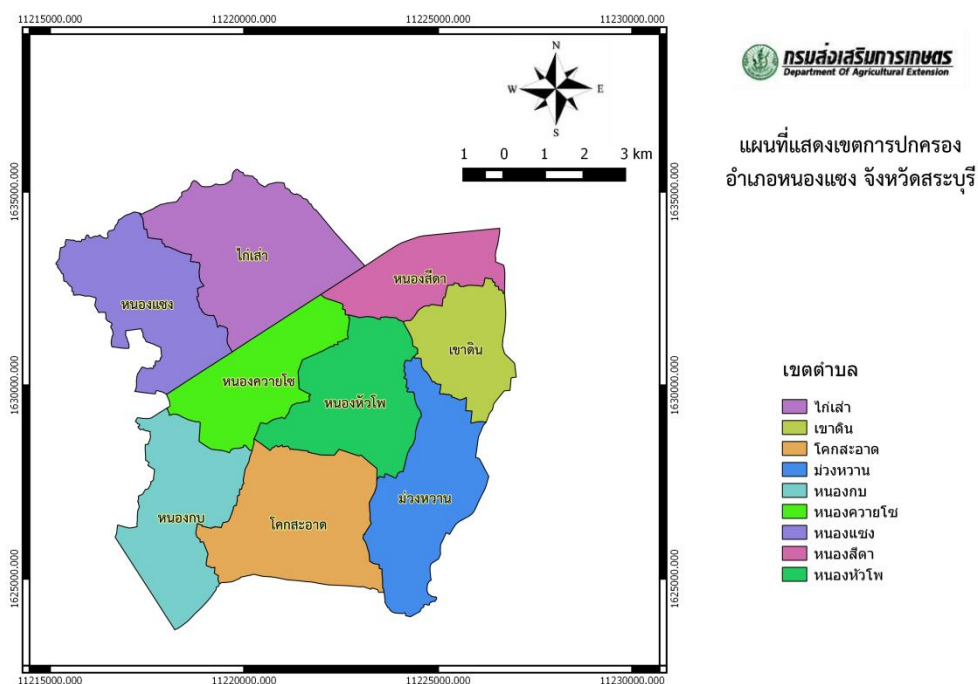 11215000.000 11220000.000 11225000.000 11230000.000
1635000.000
1630000.000
1625000.000
N
W E
S
1 0 1 2 3 km
ไก่เส่า
หนองสีดา
หนองแซง
เขาดิน
หนองควายโซ
หนองหัวโพ
ม่วงหวาน
หนองกบ
โคกสะอาด
1635000.000
1630000.000
1625000.000
11215000.000 11220000.000 11225000.000 11230000.000
กรมส่งเสริมการเกษตร
Department Of Agricultural Extension
แผนที่แสดงเขตการปกครอง
อำเภอหนองแซง จังหวัดสระบุรี
เขตตำบล
ไก่เส่า
เขาดิน
โคกสะอาด
ม่วงหวาน
หนองกบ
หนองควายโซ
หนองแซง
หนองสีดา
หนองหัวโพ